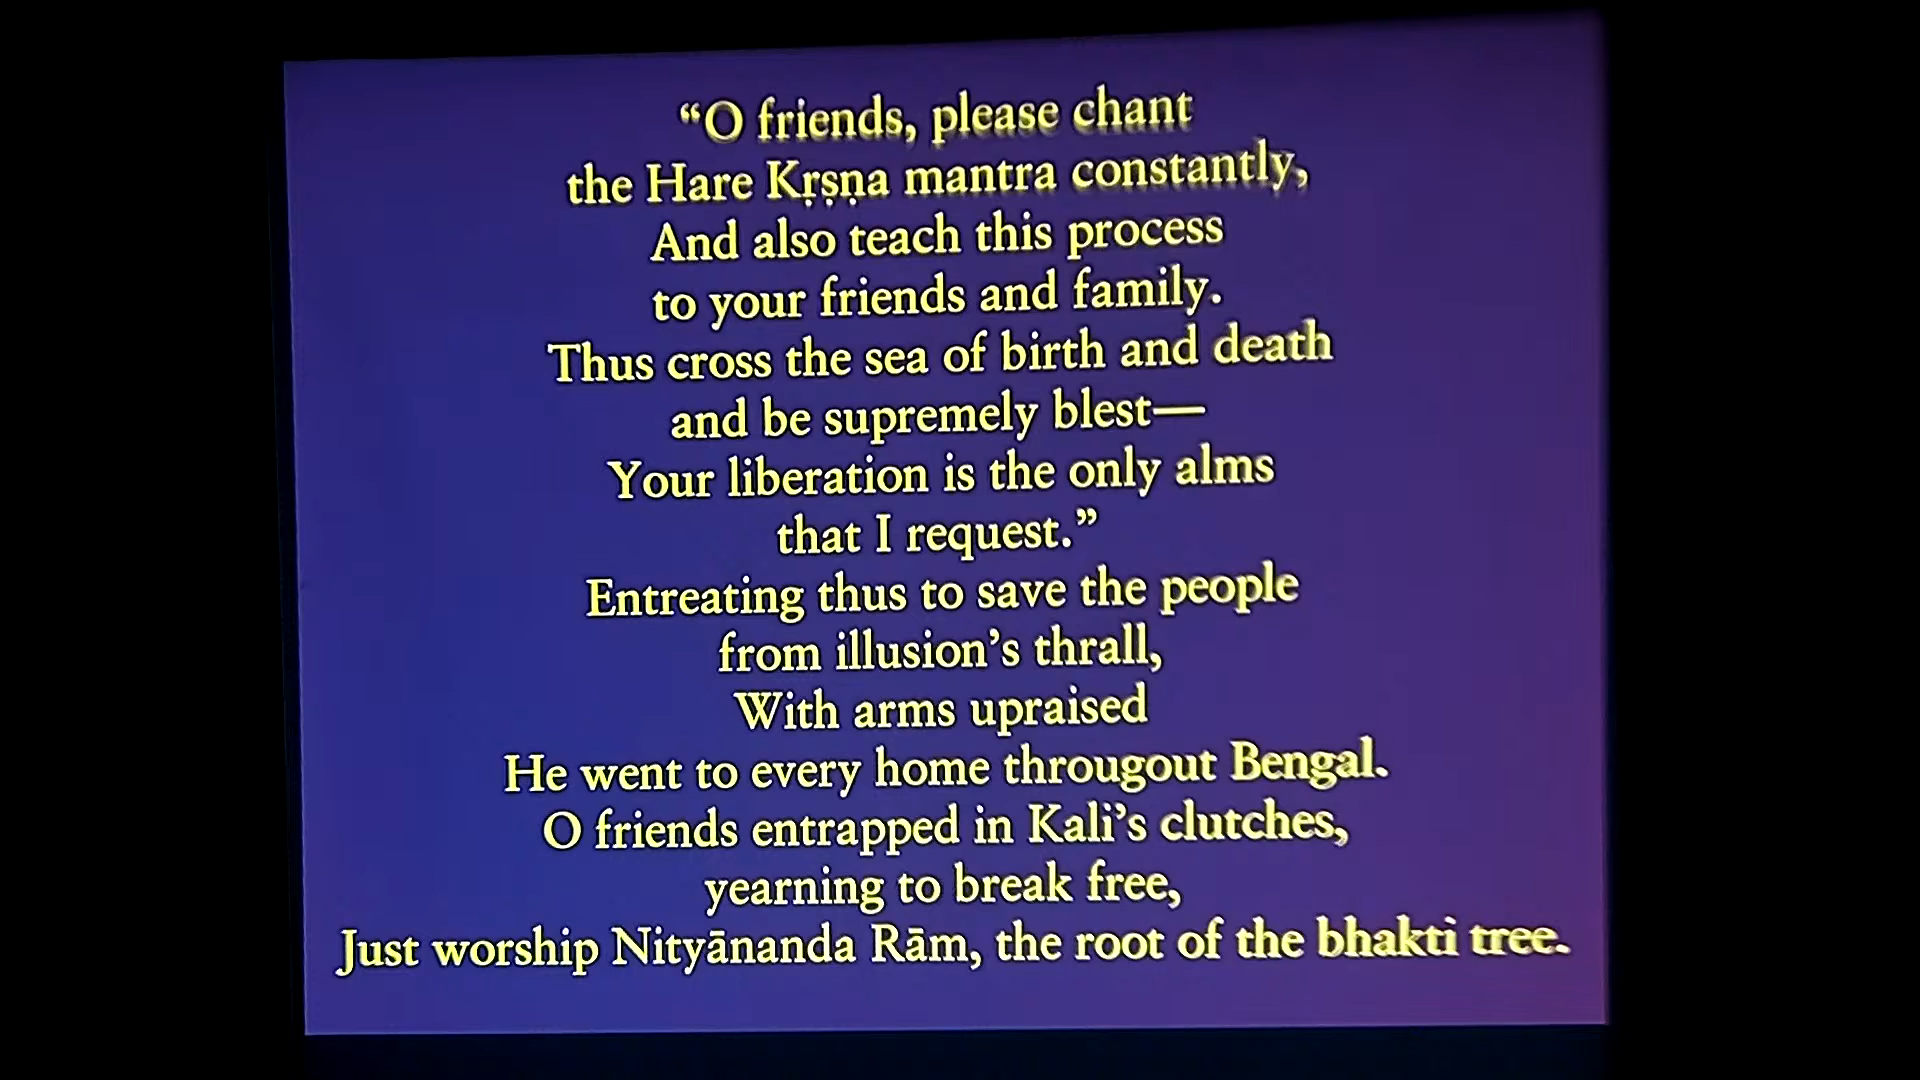 “O friends, please chant
the Hare Kṛṣṇa mantra constantly,
And also teach this process
to your friends and family.
Thus cross the sea of birth and death
and be supremely blest—
Your liberation is the only alms
that I request.”
Entreating thus to save the people
from illusion’s thrall,
With arms upraised
He went to every home througout Bengal.
O friends entrapped in Kali’s clutches,
yearning to break free,
Just worship Nityānanda Rām, the root of the bhakti tree.